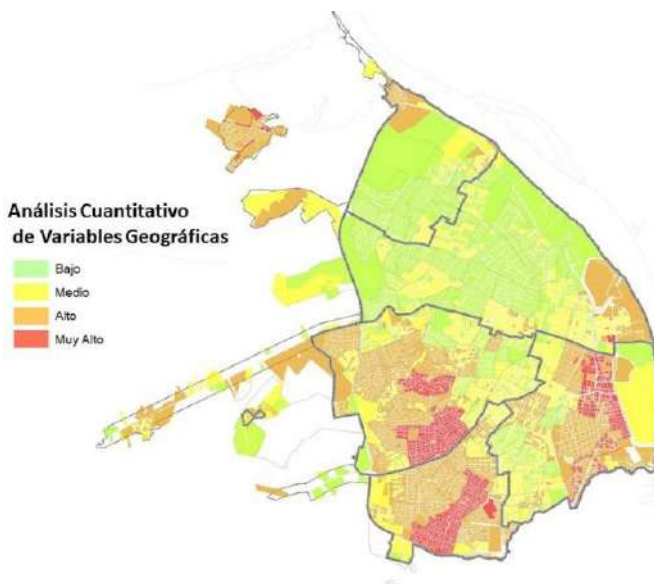 Análisis Cuantitativo
de Variables Geográficas
Bajo
Medio
Alto
Muy Alto